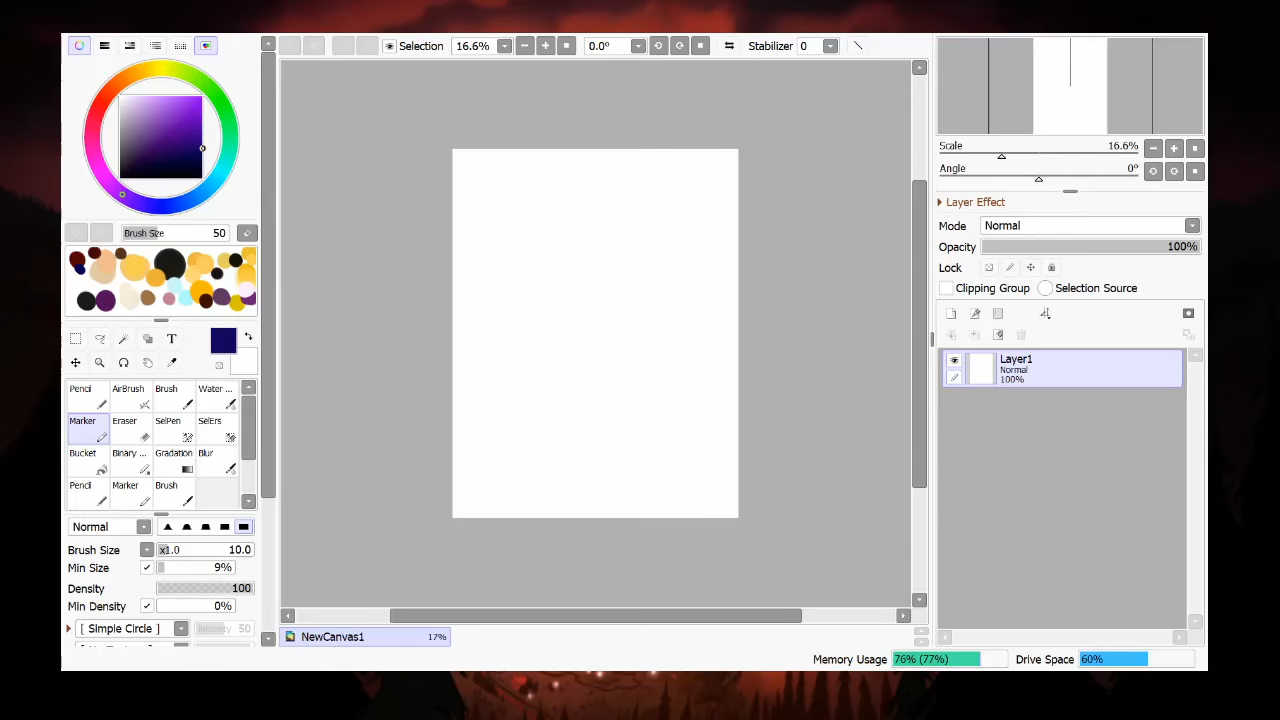 Selection 16.6% 0.0° Stabilizer 0
Brush Size 50
T
Pencil AirBrush Brush Water ...
Marker Eraser SelPen SelErs
Bucket Binary ... Gradation Blur
Pencil Marker Brush
Normal
Brush Size x1.0 10.0
Min Size 9%
Density 100
Min Density 0%
[ Simple Circle ] Intensity 50
NewCanvas1 17%
Scale 16.6%
Angle 0°
Layer Effect
Mode Normal
Opacity 100%
Lock
Clipping Group Selection Source
Layer1
Normal
100%
Memory Usage 76% (77%) Drive Space 60%